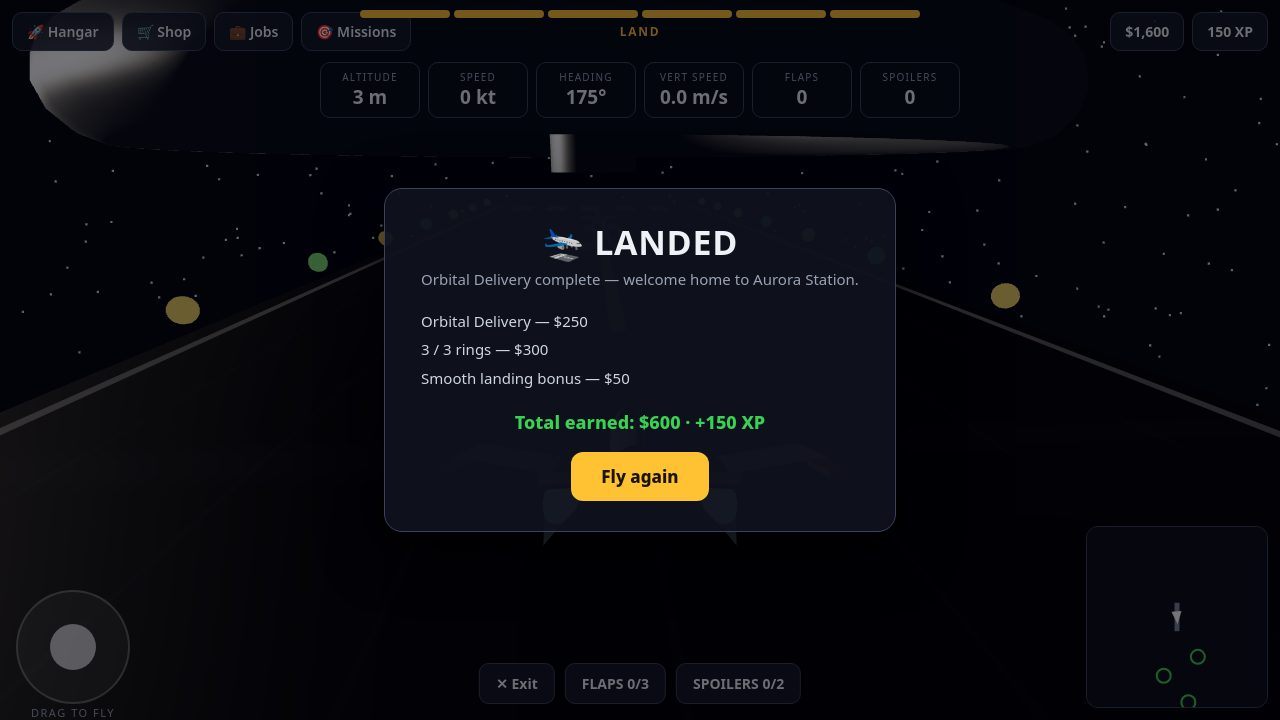 🚀 Hangar
🛒 Shop
💼 Jobs
🎯 Missions
LAND
$1,600
150 XP
ALTITUDE
3 m
SPEED
0 kt
HEADING
175°
VERT SPEED
0.0 m/s
FLAPS
0
SPOILERS
0
🛬 LANDED
Orbital Delivery complete — welcome home to Aurora Station.
Orbital Delivery — $250
3 / 3 rings — $300
Smooth landing bonus — $50
Total earned: $600 · +150 XP
Fly again
DRAG TO FLY
✕ Exit
FLAPS 0/3
SPOILERS 0/2